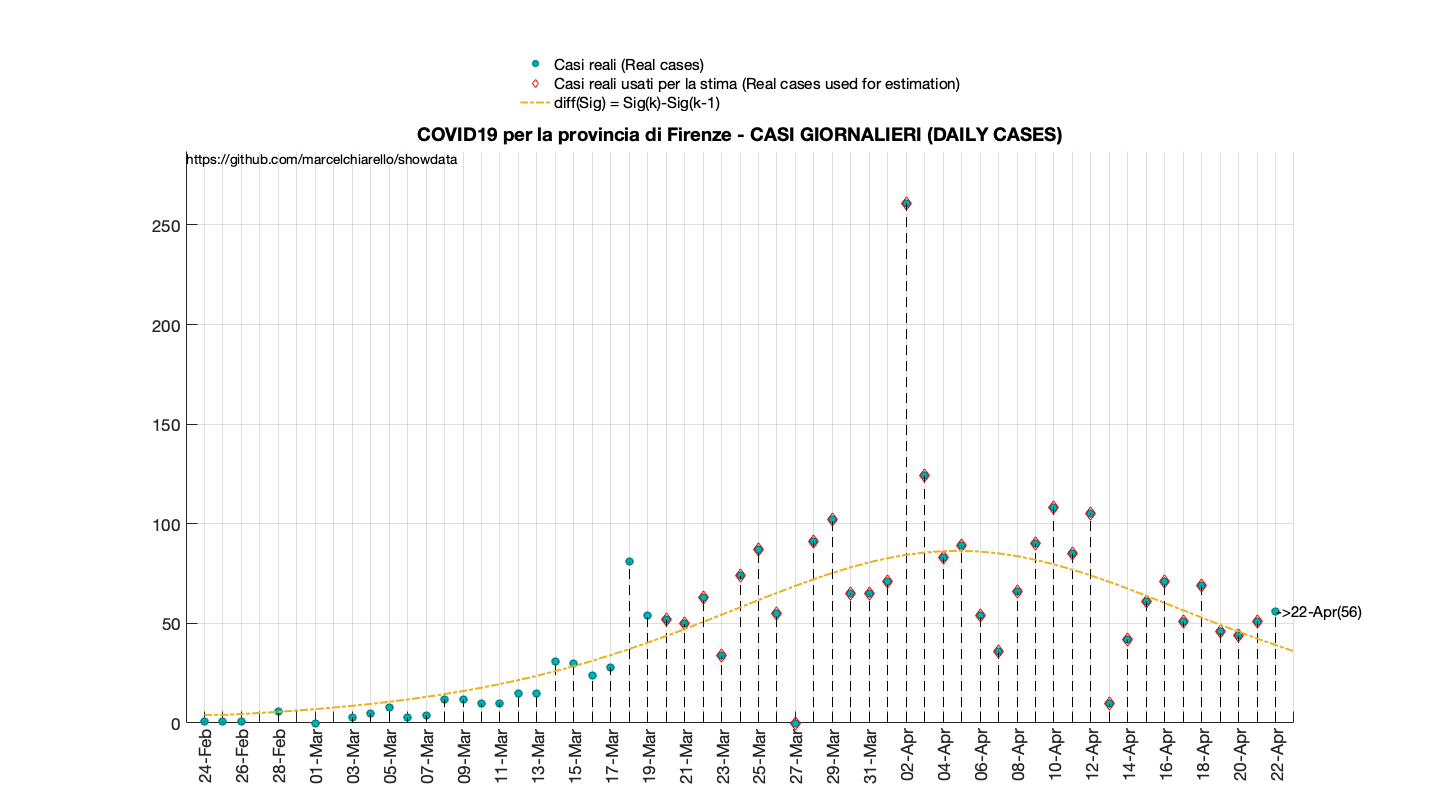 Casi reali (Real cases)
Casi reali usati per la stima (Real cases used for estimation)
diff(Sig) = Sig(k)-Sig(k-1)
COVID19 per la provincia di Firenze - CASI GIORNALIERI (DAILY CASES)
https://github.com/marcelchiarello/showdata
250
200
150
100
50
0
>22-Apr(56)
24-Feb
26-Feb
28-Feb
01-Mar
03-Mar
05-Mar
07-Mar
09-Mar
11-Mar
13-Mar
15-Mar
17-Mar
19-Mar
21-Mar
23-Mar
25-Mar
27-Mar
29-Mar
31-Mar
02-Apr
04-Apr
06-Apr
08-Apr
10-Apr
12-Apr
14-Apr
16-Apr
18-Apr
20-Apr
22-Apr